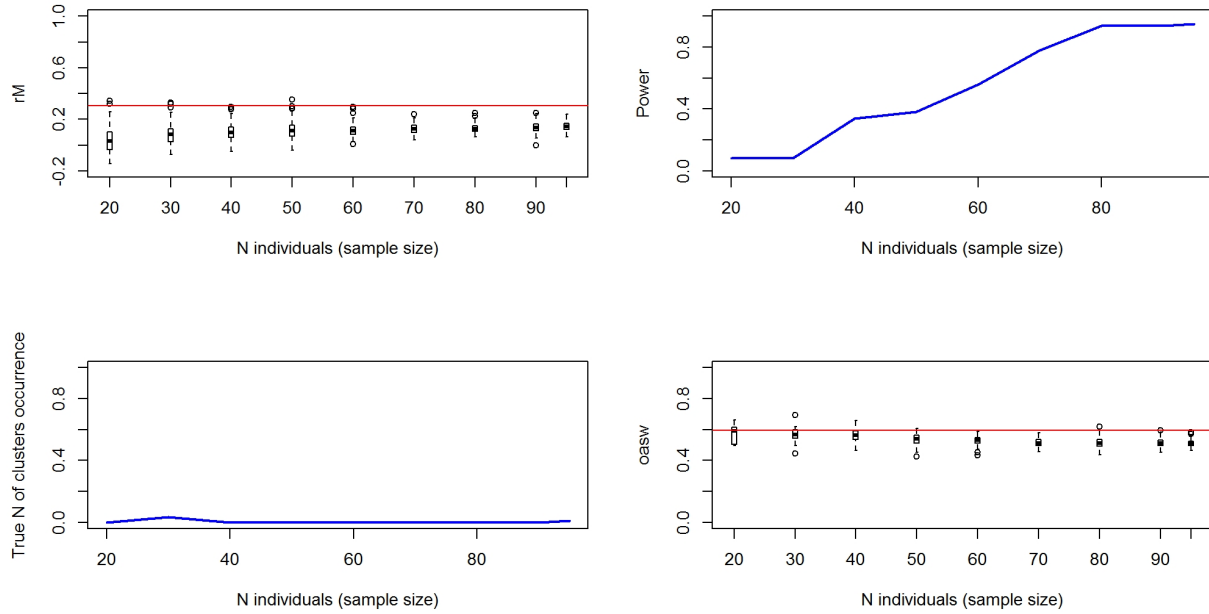 rM
-0.2 0.2 0.6 1.0
20 30 40 50 60 70 80 90
N individuals (sample size)
Power
0.0 0.4 0.8
20 40 60 80
N individuals (sample size)
True N of clusters occurrence
0.0 0.4 0.8
20 40 60 80
N individuals (sample size)
oasw
0.0 0.4 0.8
20 30 40 50 60 70 80 90
N individuals (sample size)